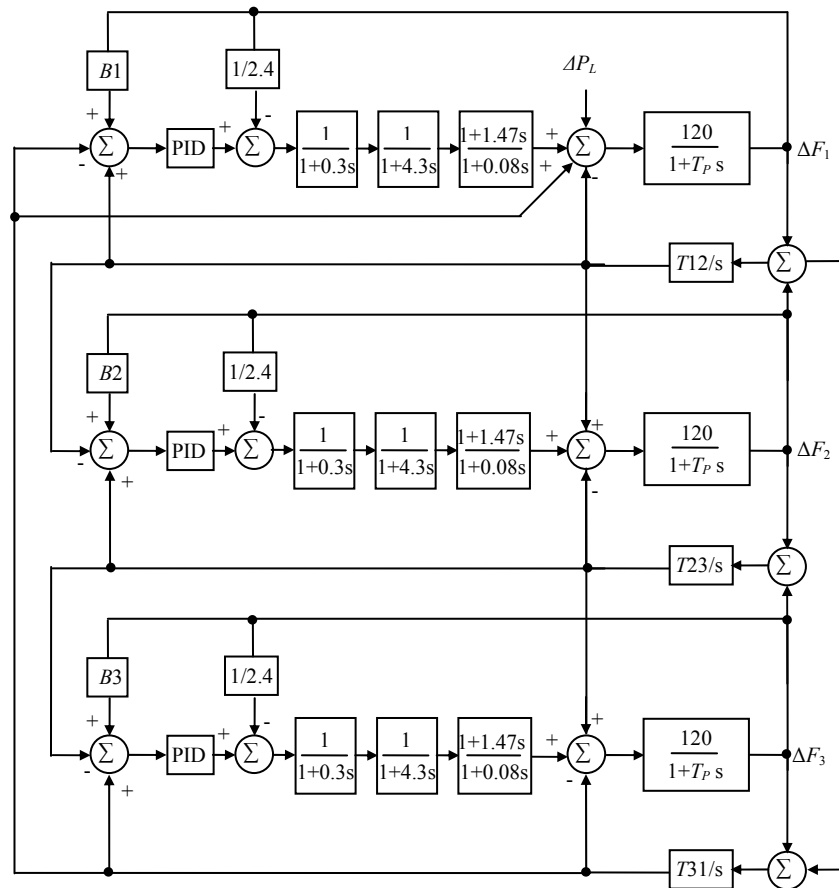 B1
1/2.4
ΔP_L
+
-
-
+
PID
+
Σ
Σ
1
1+0.3s
1
1+4.3s
1+1.47s
1+0.08s
+
+
Σ
-
120
1+T_P s
ΔF_1
T12/s
Σ
B2
1/2.4
+
-
-
+
PID
+
Σ
Σ
1
1+0.3s
1
1+4.3s
1+1.47s
1+0.08s
+
+
Σ
-
120
1+T_P s
ΔF_2
T23/s
Σ
B3
1/2.4
+
-
-
+
PID
+
Σ
Σ
1
1+0.3s
1
1+4.3s
1+1.47s
1+0.08s
+
+
Σ
-
120
1+T_P s
ΔF_3
T31/s
Σ